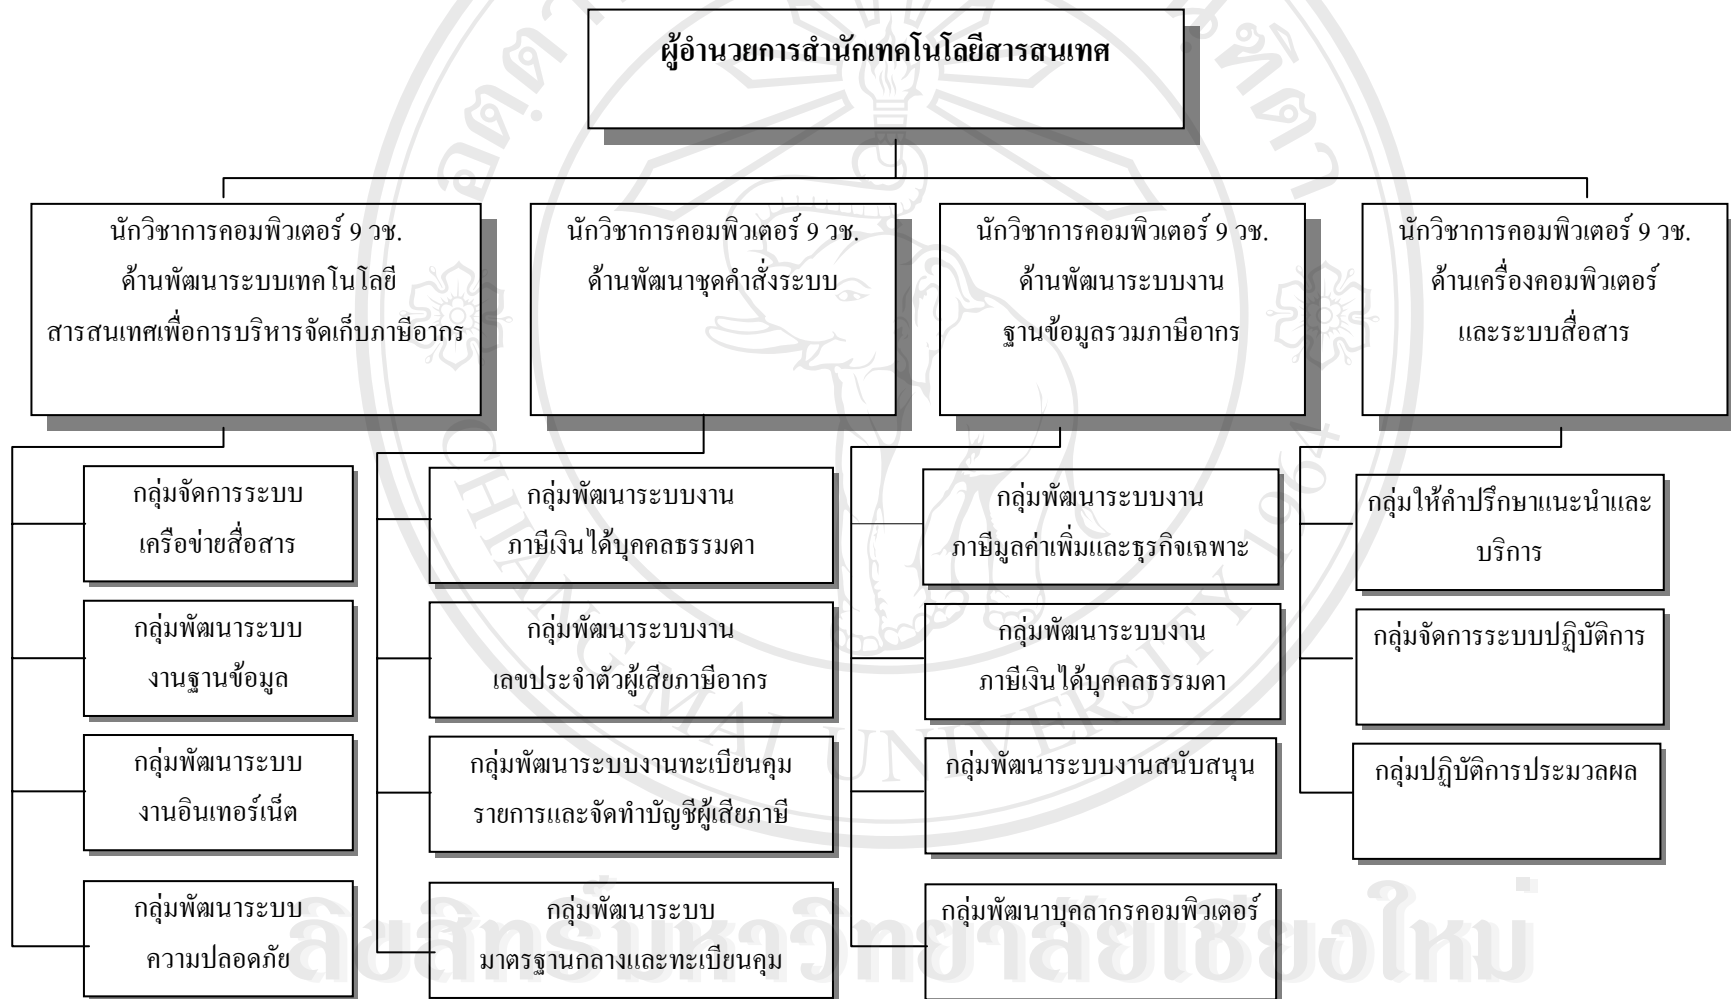 ผู้อำนวยการสำนักเทคโนโลยีสารสนเทศ
นักวิชาการคอมพิวเตอร์ 9 วช.
ด้านพัฒนาระบบเทคโนโลยี
สารสนเทศเพื่อการบริหารจัดเก็บภาษีอากร
นักวิชาการคอมพิวเตอร์ 9 วช.
ด้านพัฒนาชุดคำสั่งระบบ
นักวิชาการคอมพิวเตอร์ 9 วช.
ด้านพัฒนาระบบงาน
ฐานข้อมูลรวมภาษีอากร
นักวิชาการคอมพิวเตอร์ 9 วช.
ด้านเครื่องคอมพิวเตอร์
และระบบสื่อสาร
กลุ่มจัดการระบบ
เครือข่ายสื่อสาร
กลุ่มพัฒนาระบบ
งานฐานข้อมูล
กลุ่มพัฒนาระบบ
งานอินเทอร์เน็ต
กลุ่มพัฒนาระบบ
ความปลอดภัย
กลุ่มพัฒนาระบบงาน
ภาษีเงินได้บุคคลธรรมดา
กลุ่มพัฒนาระบบงาน
เลขประจำตัวผู้เสียภาษีอากร
กลุ่มพัฒนาระบบงานทะเบียนคุม
รายการและจัดทำบัญชีผู้เสียภาษี
กลุ่มพัฒนาระบบ
มาตรฐานกลางและทะเบียนคุม
กลุ่มพัฒนาระบบงาน
ภาษีมูลค่าเพิ่มและธุรกิจเฉพาะ
กลุ่มพัฒนาระบบงาน
ภาษีเงินได้บุคคลธรรมดา
กลุ่มพัฒนาระบบงานสนับสนุน
กลุ่มพัฒนาบุคลากรคอมพิวเตอร์
กลุ่มให้คำปรึกษาแนะนำและ
บริการ
กลุ่มจัดการระบบปฏิบัติการ
กลุ่มปฏิบัติการประมวลผล
CHIANG MAI UNIVERSITY 1964
ลิขสิทธิ์มหาวิทยาลัยเชียงใหม่